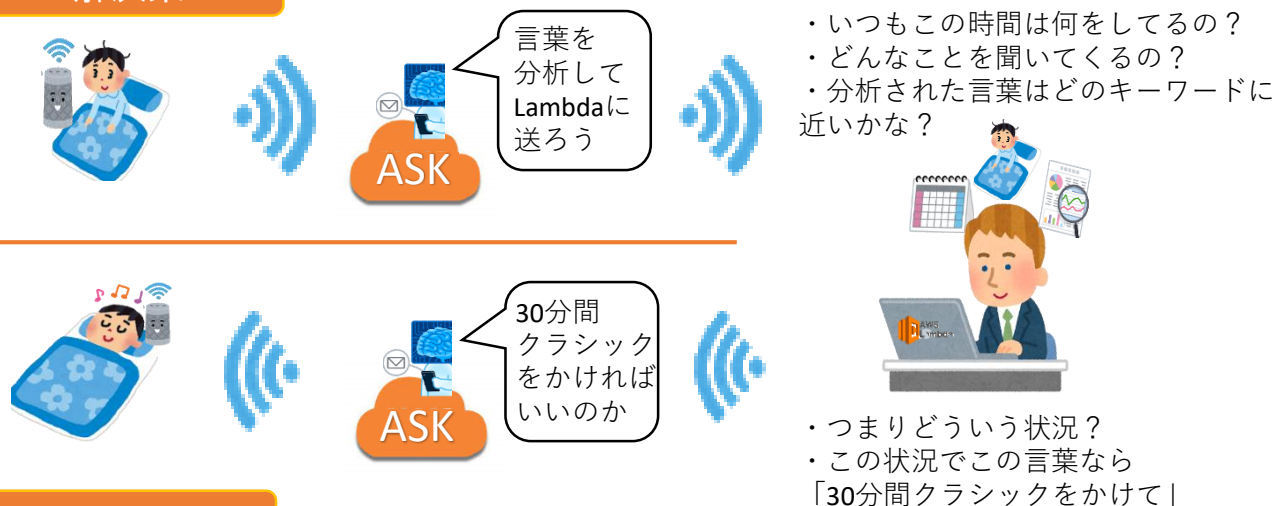 ・いつもこの時間は何をしてるの？
・どんなことを聞いてくるの？
・分析された言葉はどのキーワードに
近いかな？
言葉を
分析して
Lambdaに
送ろう
ASK
30分間
クラシック
をかければ
いいのか
ASK
AWS
Lambda
・つまりどういう状況？
・この状況でこの言葉なら
「30分間クラシックをかけて」